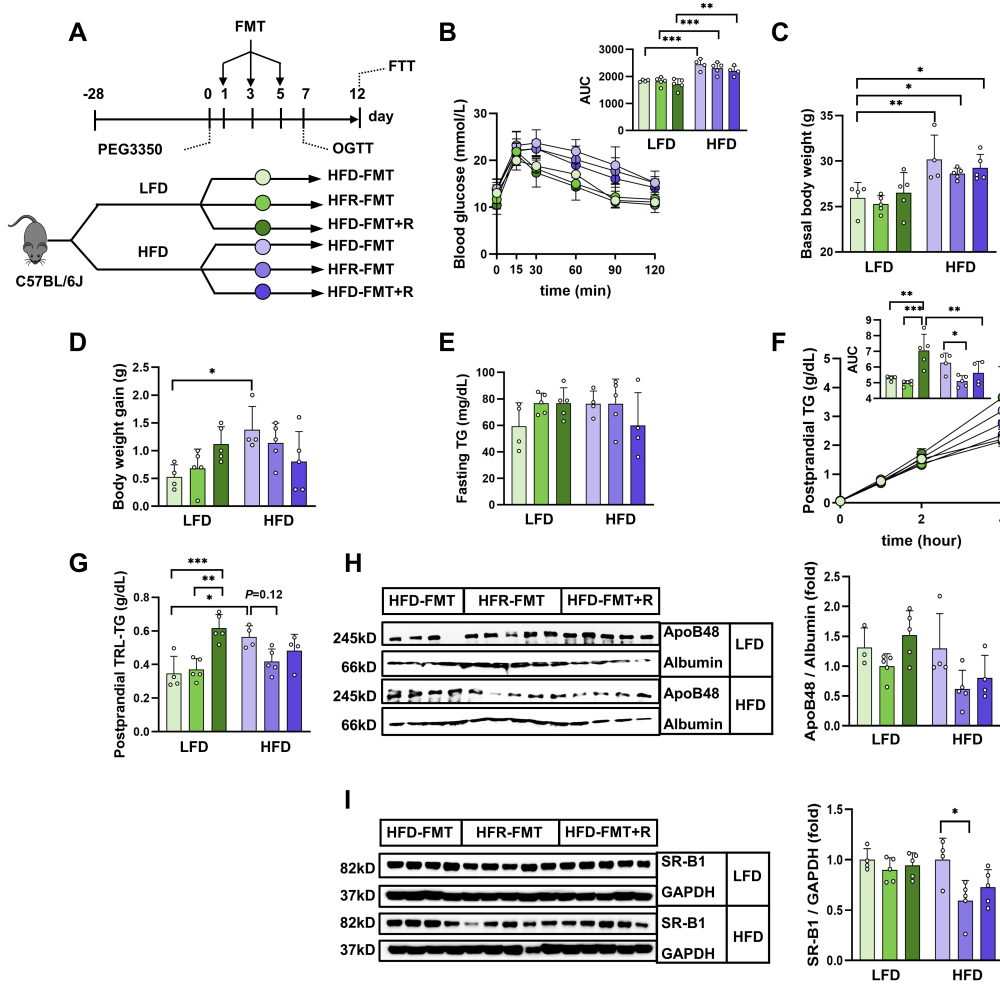 A
FMT
FTT
-28
0
1
3
5
7
12
day
PEG3350
OGTT
LFD
HFD
C57BL/6J
HFD-FMT
HFR-FMT
HFD-FMT+R
HFD-FMT
HFR-FMT
HFD-FMT+R
B
Blood glucose (mmol/L)
30
20
10
0
0
15
30
60
90
120
time (min)
AUC
3000
2000
1000
0
LFD
HFD
***
***
**
C
Basal body weight (g)
35
30
25
20
LFD
HFD
**
*
*
D
Body weight gain (g)
2.5
2.0
1.5
1.0
0.5
0.0
LFD
HFD
*
E
Fasting TG (mg/dL)
100
80
60
40
20
0
LFD
HFD
F
Postprandial TG (g/dL)
5
4
3
2
1
0
0
2
time (hour)
AUC
9
8
7
6
5
4
**
***
**
*
G
Postprandial TRL-TG (g/dL)
0.8
0.6
0.4
0.2
0.0
LFD
HFD
***
**
*
P=0.12
H
HFD-FMT
HFR-FMT
HFD-FMT+R
245kD
ApoB48
66kD
Albumin
LFD
245kD
ApoB48
66kD
Albumin
HFD
ApoB48 / Albumin (fold)
2.5
2.0
1.5
1.0
0.5
0.0
LFD
HFD
I
HFD-FMT
HFR-FMT
HFD-FMT+R
82kD
SR-B1
37kD
GAPDH
LFD
82kD
SR-B1
37kD
GAPDH
HFD
SR-B1 / GAPDH (fold)
1.5
1.0
0.5
0.0
LFD
HFD
*